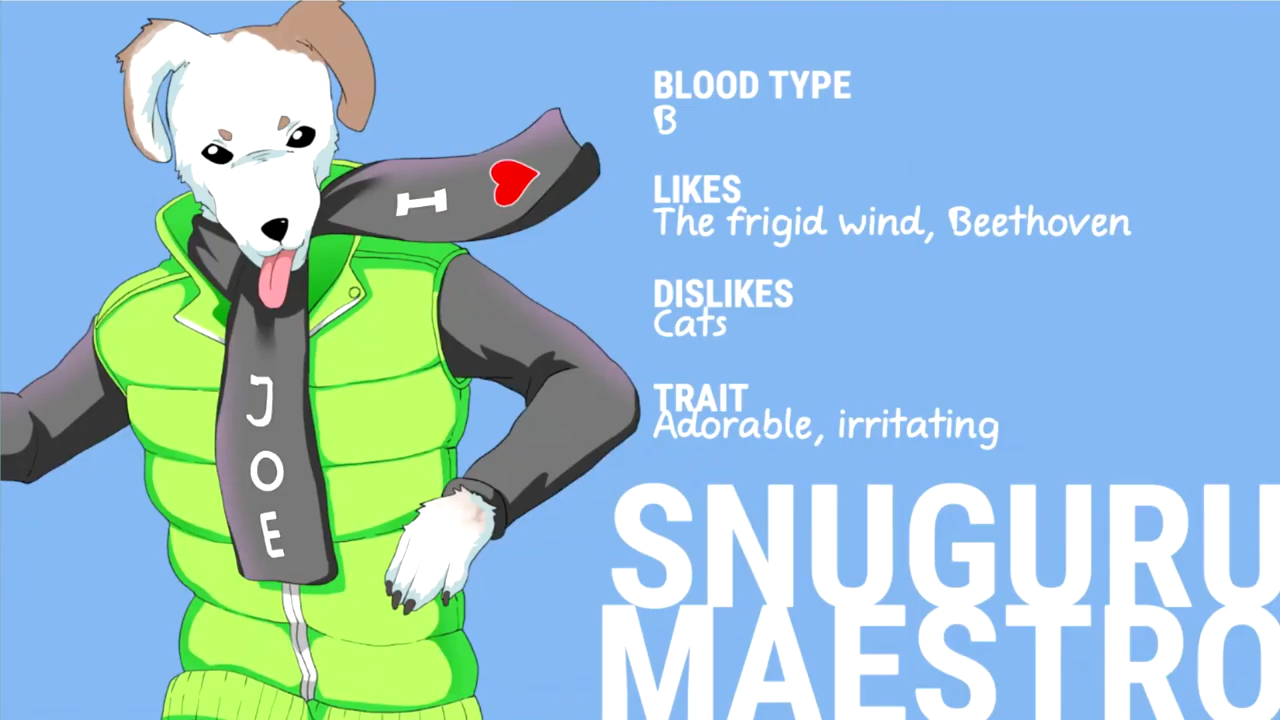 I ❤
JOE
BLOOD TYPE
B
LIKES
The frigid wind, Beethoven
DISLIKES
Cats
TRAIT
Adorable, irritating
SNUGURU
MAESTRO